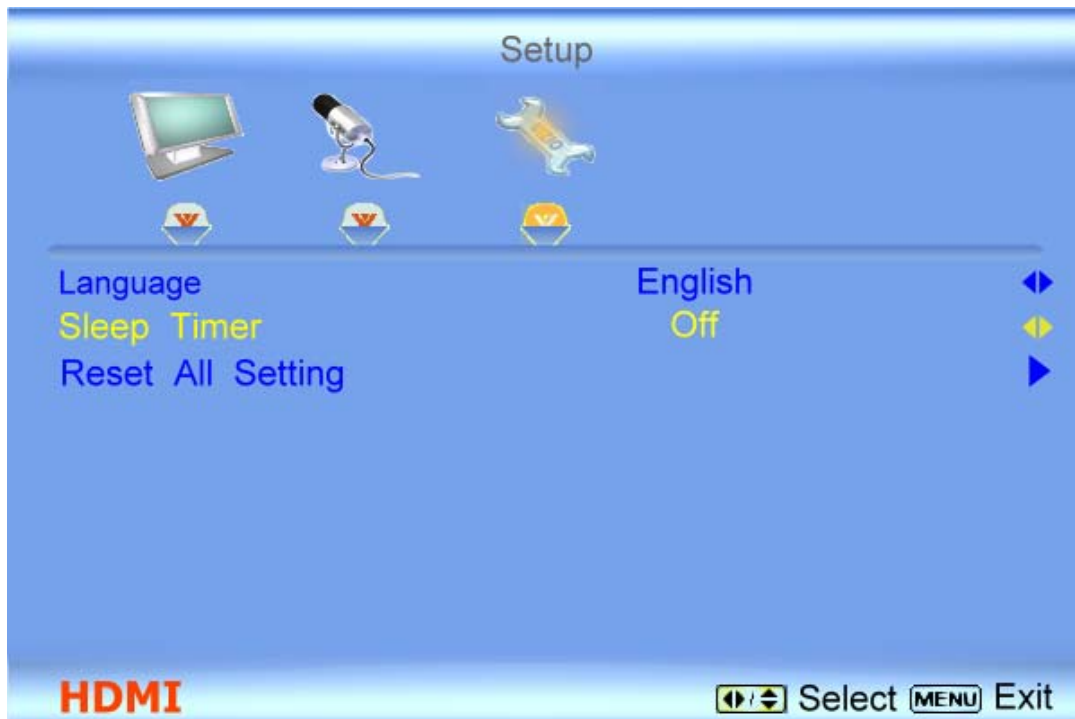 Setup
Language English
Sleep Timer Off
Reset All Setting
HDMI Select MENU Exit